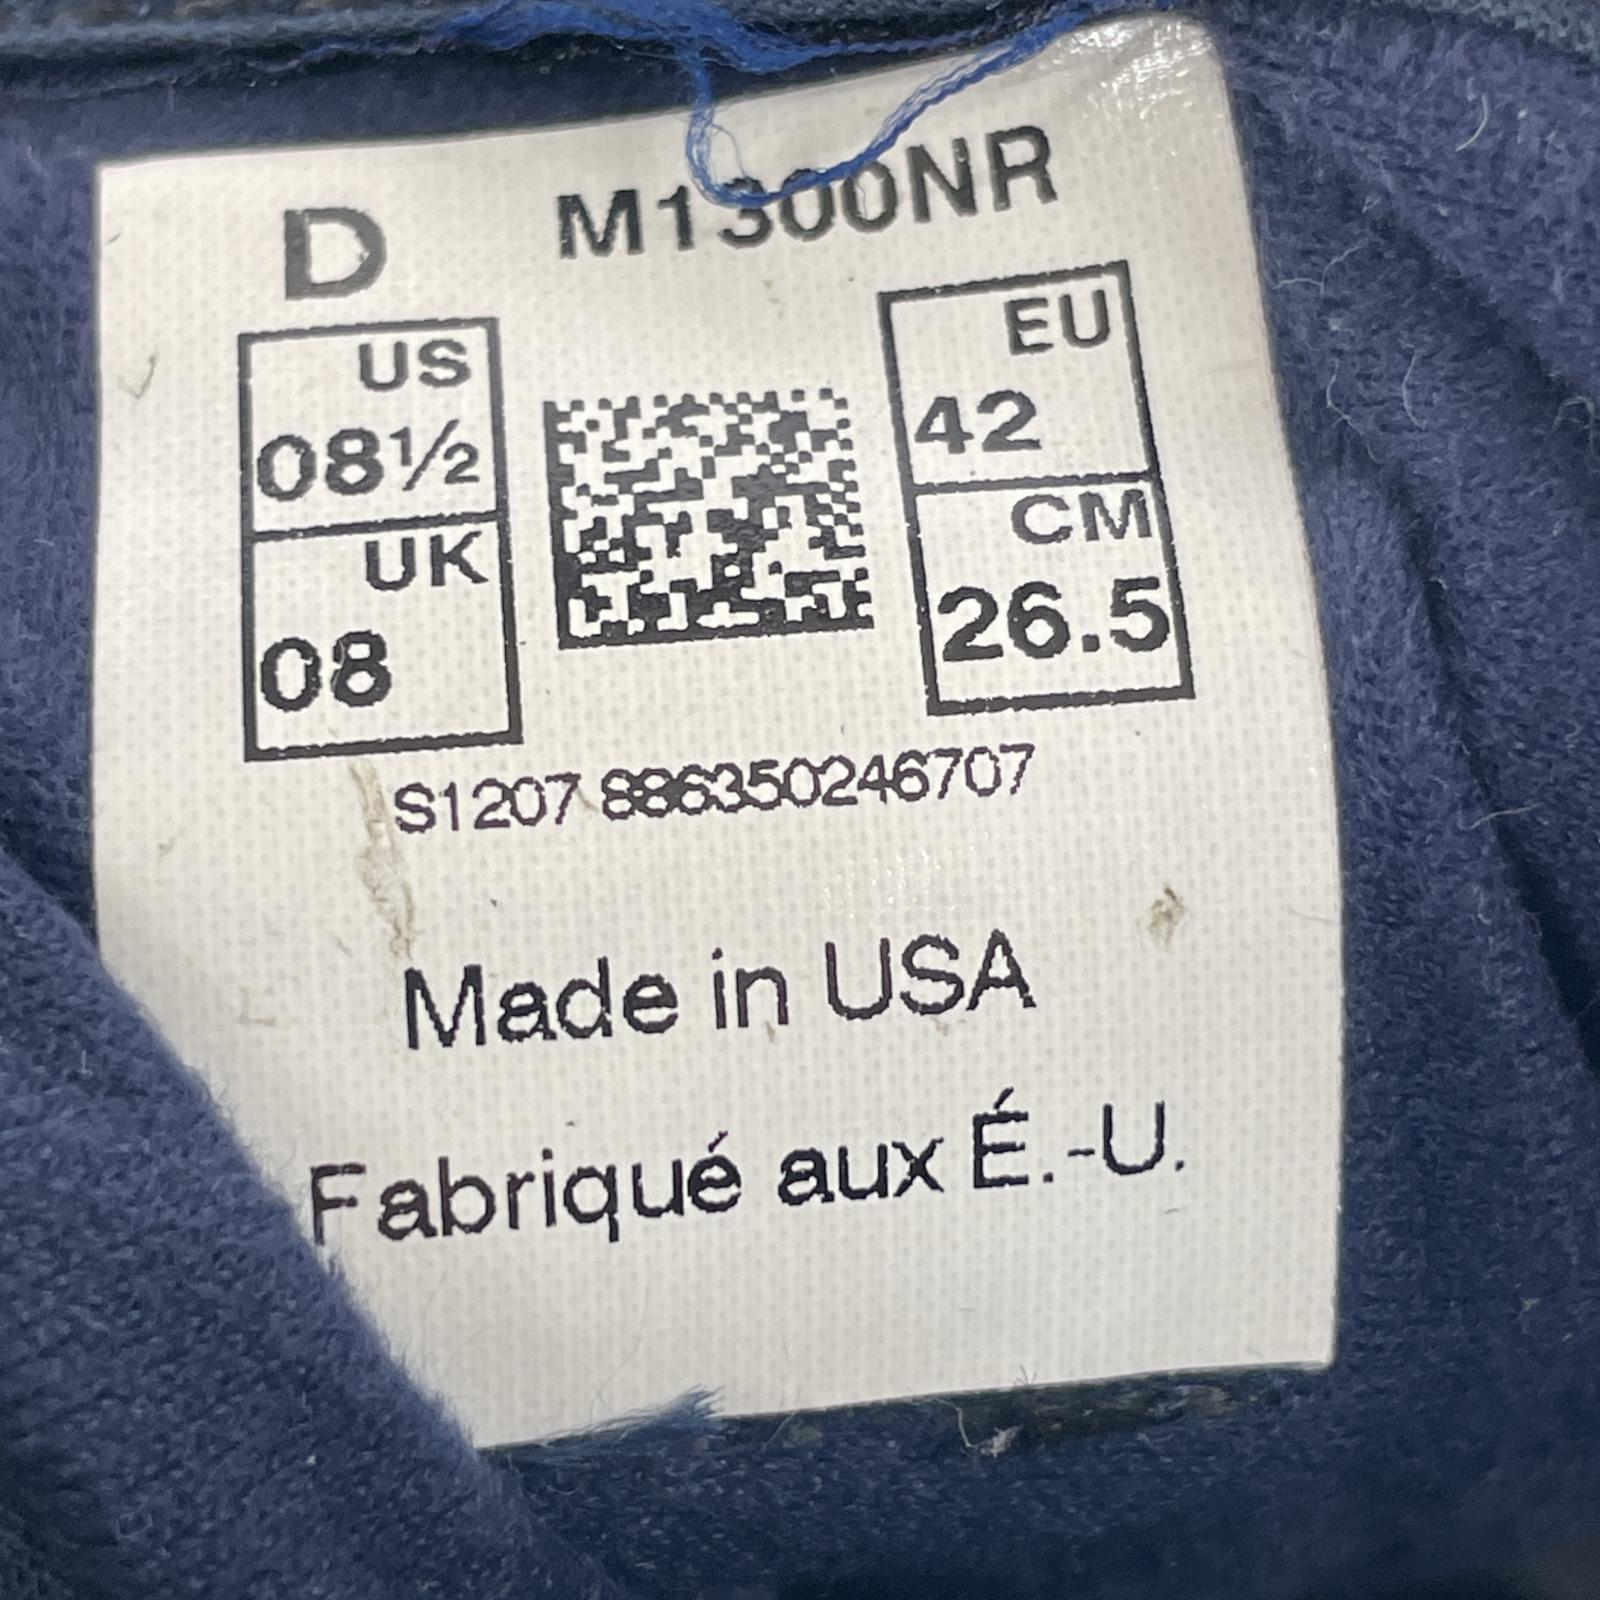 D M1300NR
US
08½
UK
08
EU
42
CM
26.5
S1207 886350246707
Made in USA
Fabriqué aux É.-U.